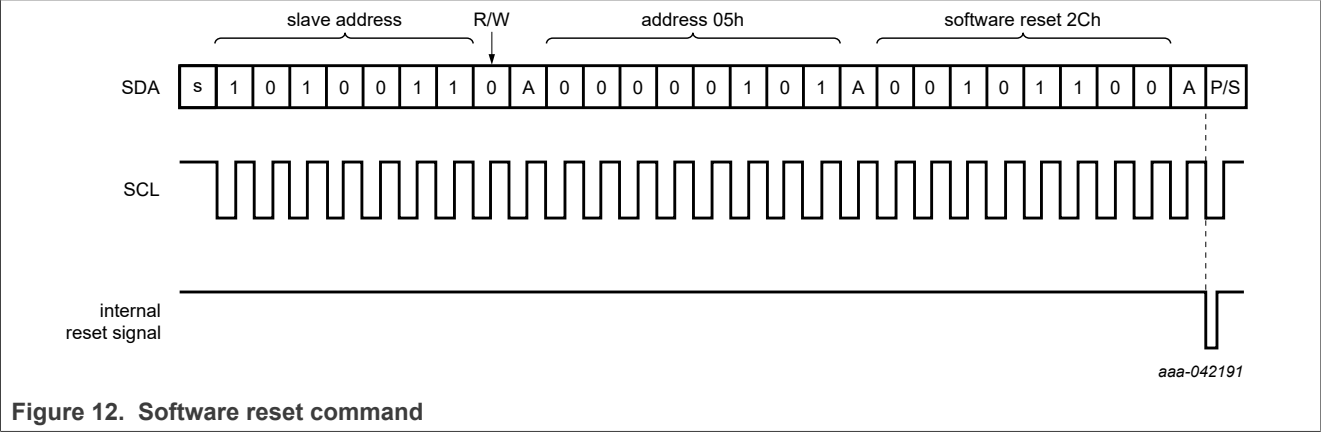 slave address R/W address 05h software reset 2Ch
SDA s 1 0 1 0 0 1 1 0 A 0 0 0 0 0 1 0 1 A 0 0 1 0 1 1 0 0 A P/S
SCL
internal
reset signal
aaa-042191
Figure 12. Software reset command